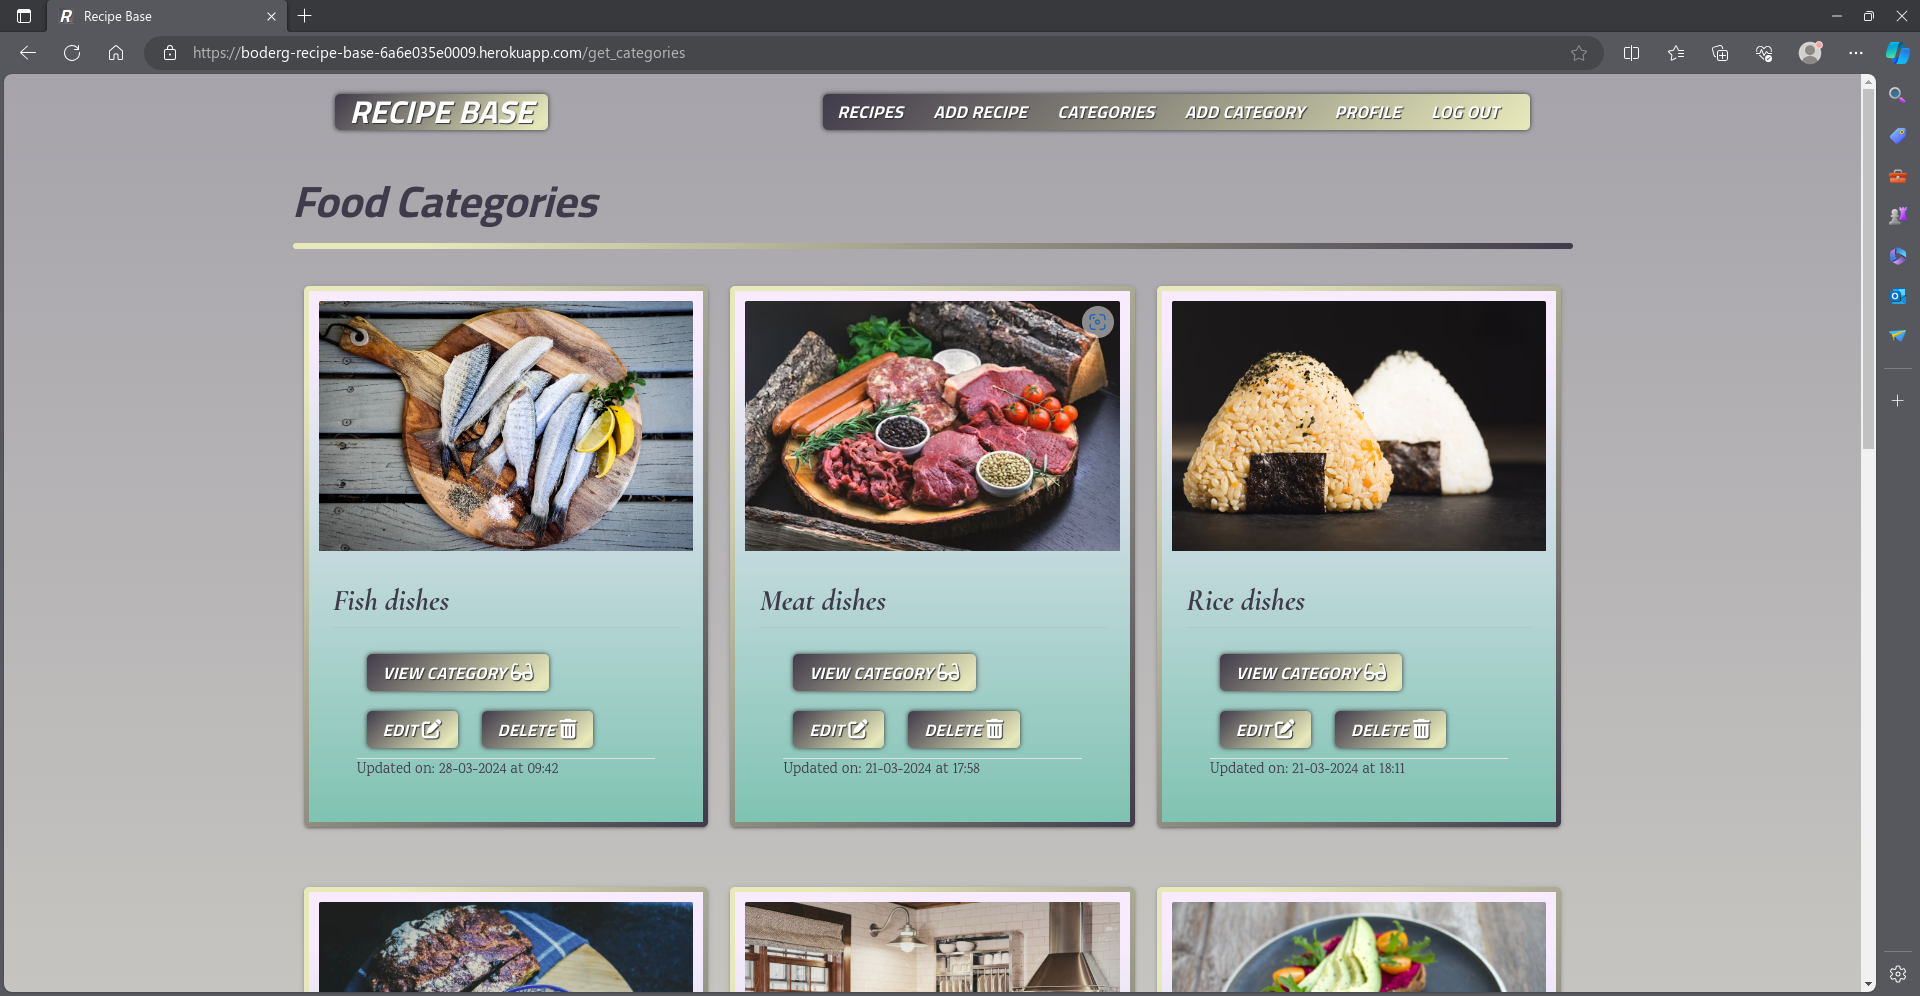 Recipe Base
https://boderg-recipe-base-6a6e035e0009.herokuapp.com/get_categories
RECIPE BASE
RECIPES ADD RECIPE CATEGORIES ADD CATEGORY PROFILE LOG OUT
Food Categories
Fish dishes
VIEW CATEGORY
EDIT DELETE
Updated on: 28-03-2024 at 09:42
Meat dishes
VIEW CATEGORY
EDIT DELETE
Updated on: 21-03-2024 at 17:58
Rice dishes
VIEW CATEGORY
EDIT DELETE
Updated on: 21-03-2024 at 18:11